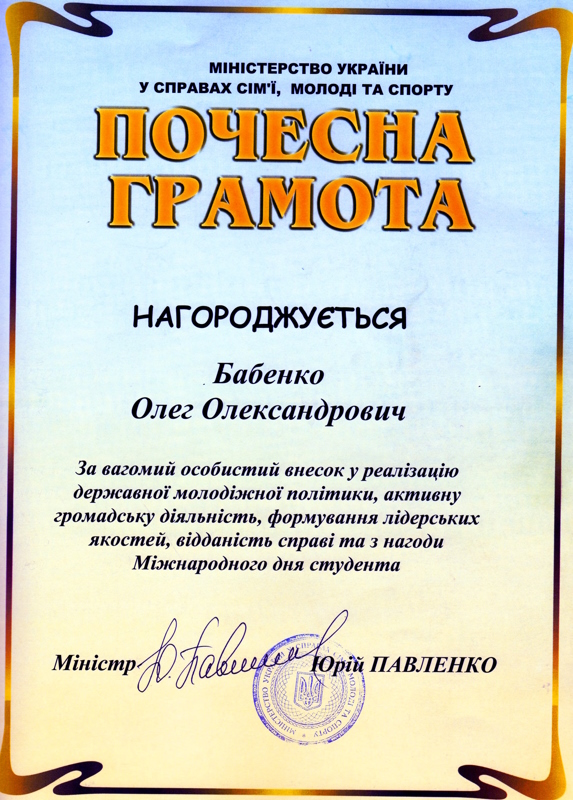 МІНІСТЕРСТВО УКРАЇНИ
У СПРАВАХ СІМ'Ї, МОЛОДІ ТА СПОРТУ
ПОЧЕСНА
ГРАМОТА
НАГОРОДЖУЄТЬСЯ
Бабенко
Олег Олександрович
За вагомий особистий внесок у реалізацію
державної молодіжної політики, активну
громадську діяльність, формування лідерських
якостей, відданість справі та з нагоди
Міжнародного дня студента
Міністр Юрій ПАВЛЕНКО